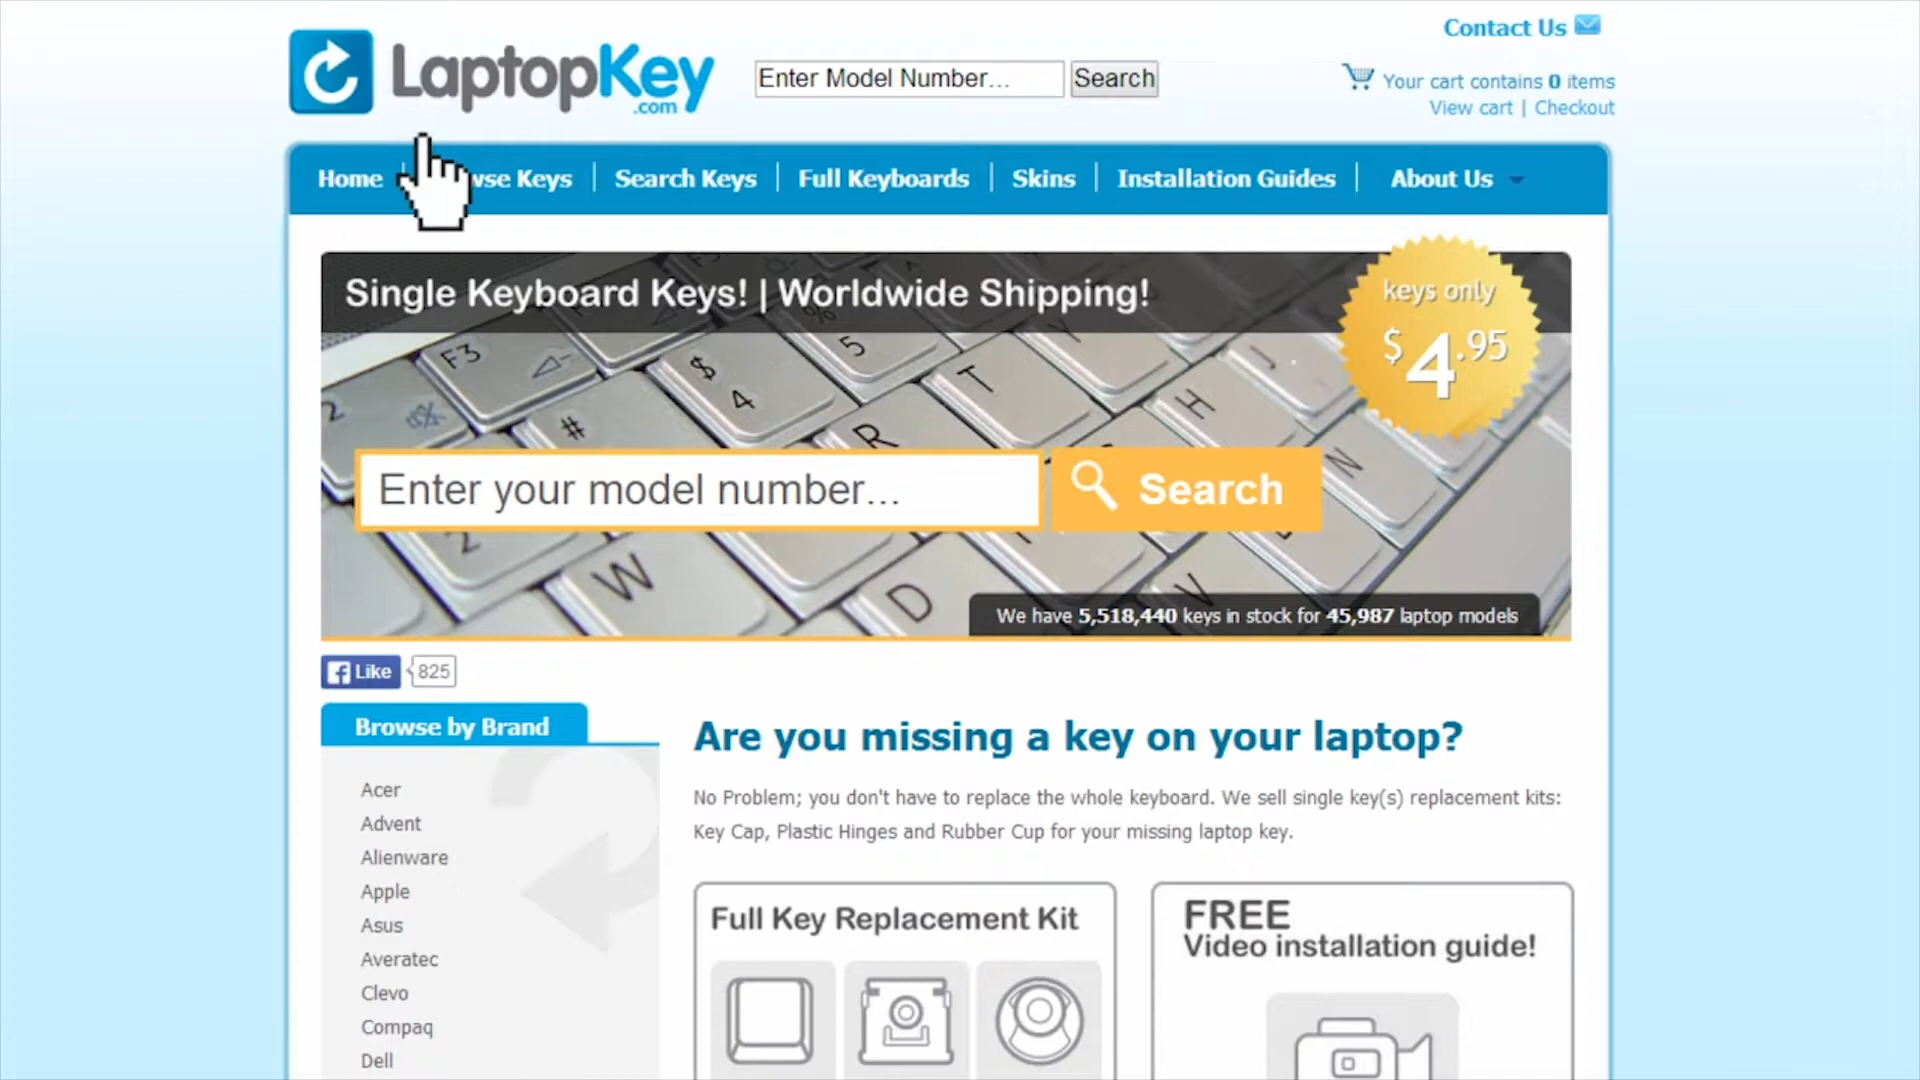 Contact Us
LaptopKey
.com
Enter Model Number...
Search
Your cart contains 0 items
View cart | Checkout
Home
wse Keys
Search Keys
Full Keyboards
Skins
Installation Guides
About Us
Single Keyboard Keys! | Worldwide Shipping!
keys only
$4.95
F3
$
4
5
%
T
H
N
#
R
2
W
D
V
Enter your model number...
Search
We have 5,518,440 keys in stock for 45,987 laptop models
Like
825
Browse by Brand
Acer
Advent
Alienware
Apple
Asus
Averatec
Clevo
Compaq
Dell
Are you missing a key on your laptop?
No Problem; you don't have to replace the whole keyboard. We sell single key(s) replacement kits:
Key Cap, Plastic Hinges and Rubber Cup for your missing laptop key.
Full Key Replacement Kit
FREE
Video installation guide!